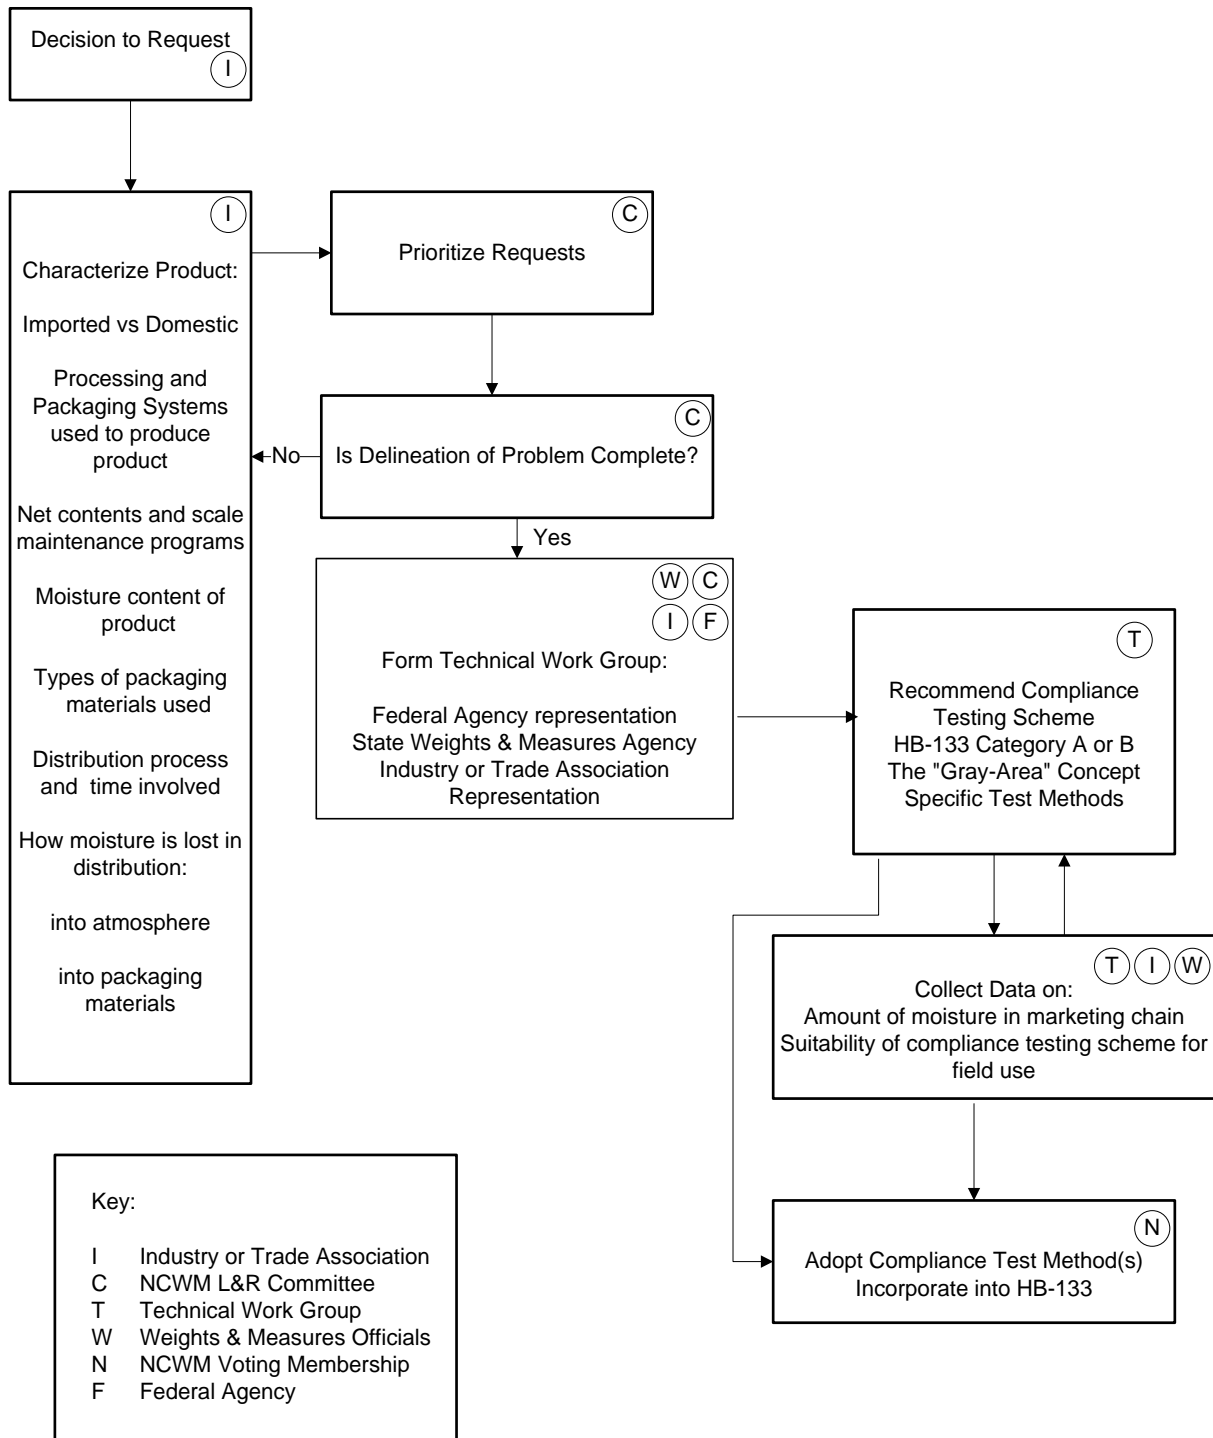 Decision to Request
I
I
Characterize Product:
Imported vs Domestic
Processing and
Packaging Systems
used to produce
product
Net contents and scale
maintenance programs
Moisture content of
product
Types of packaging
materials used
Distribution process
and time involved
How moisture is lost in
distribution:
into atmosphere
into packaging
materials
C
Prioritize Requests
C
Is Delineation of Problem Complete?
No
Yes
W C
I F
Form Technical Work Group:
Federal Agency representation
State Weights & Measures Agency
Industry or Trade Association
Representation
T
Recommend Compliance
Testing Scheme
HB-133 Category A or B
The "Gray-Area" Concept
Specific Test Methods
T I W
Collect Data on:
Amount of moisture in marketing chain
Suitability of compliance testing scheme for
field use
N
Adopt Compliance Test Method(s)
Incorporate into HB-133
Key:
I Industry or Trade Association
C NCWM L&R Committee
T Technical Work Group
W Weights & Measures Officials
N NCWM Voting Membership
F Federal Agency